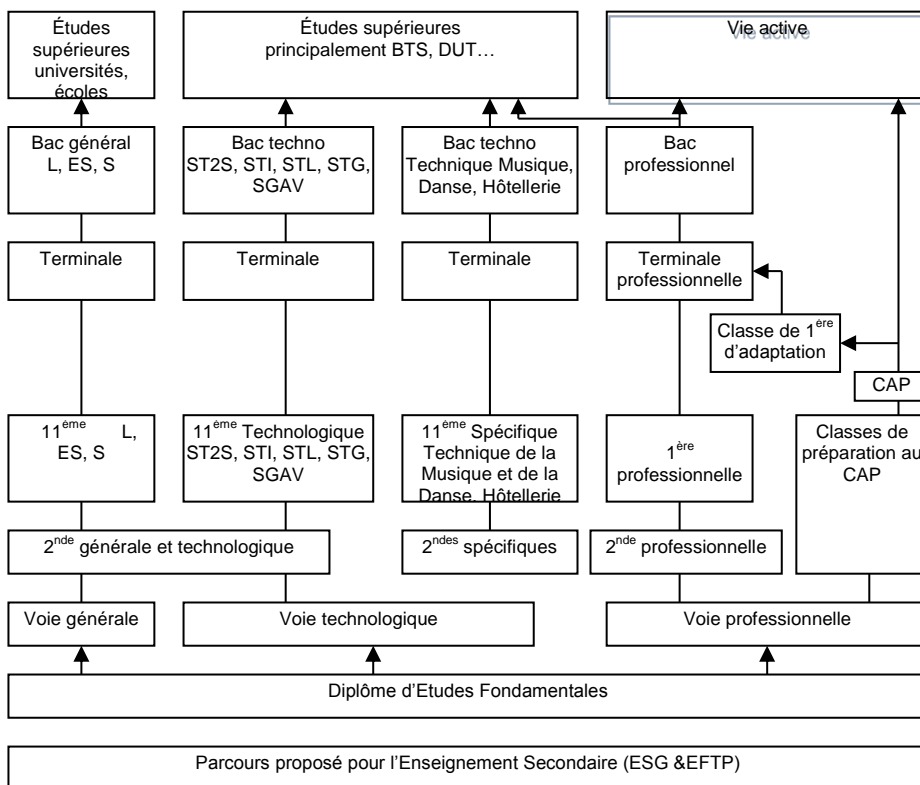 Études
supérieures
universités,
écoles
Études supérieures
principalement BTS, DUT…
Vie active
Bac général
L, ES, S
Bac techno
ST2S, STI, STL, STG,
SGAV
Bac techno
Technique Musique,
Danse, Hôtellerie
Bac
professionnel
Terminale
Terminale
Terminale
Terminale
professionnelle
Classe de 1ère
d’adaptation
CAP
11ème L,
ES, S
11ème Technologique
ST2S, STI, STL, STG,
SGAV
11ème Spécifique
Technique de la
Musique et de la
Danse, Hôtellerie
1ère
professionnelle
Classes de
préparation au
CAP
2nde générale et technologique
2ndes spécifiques
2nde professionnelle
Voie générale
Voie technologique
Voie professionnelle
Diplôme d’Etudes Fondamentales
Parcours proposé pour l’Enseignement Secondaire (ESG &EFTP)